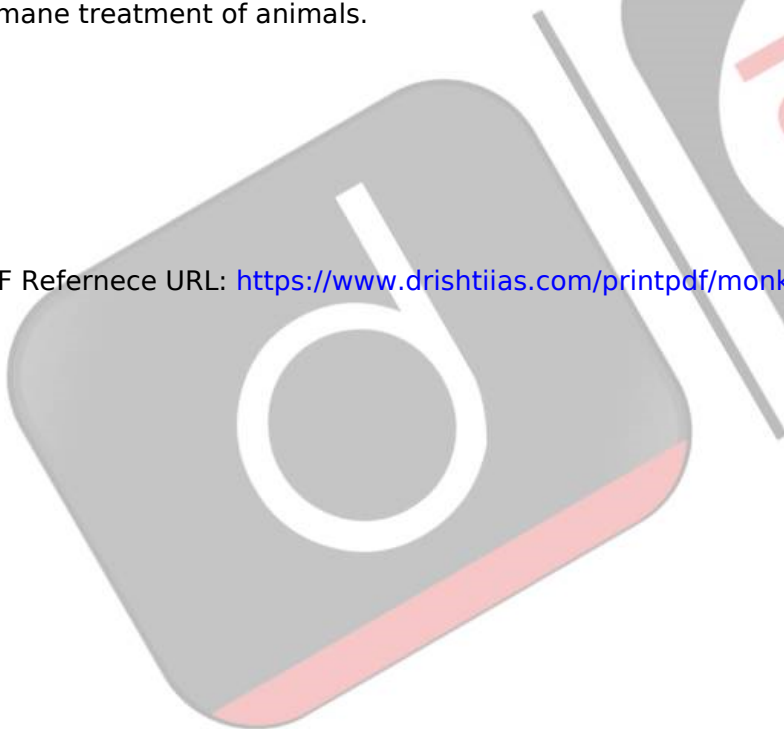 mane treatment of animals.
F Refernece URL: https://www.drishtiias.com/printpdf/monk
d